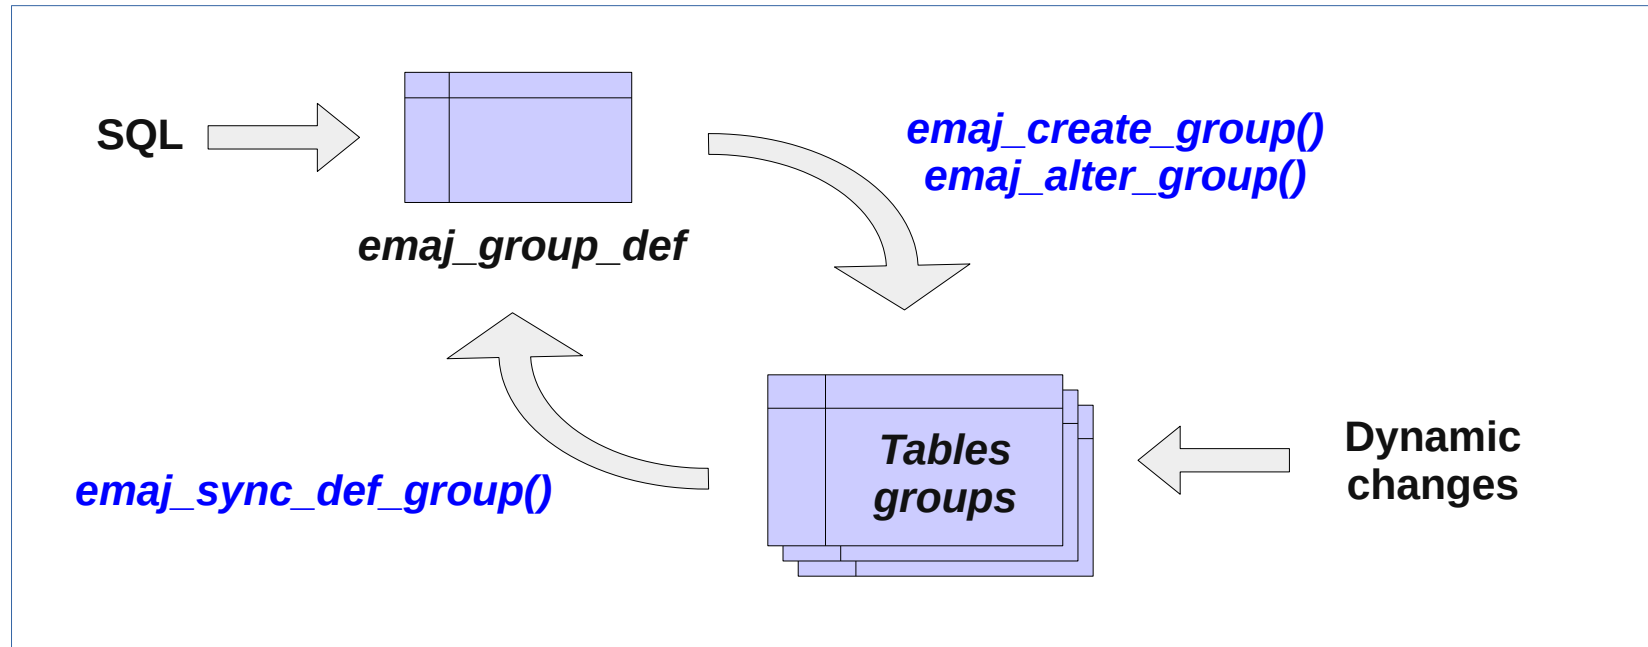 SQL
emaj_group_def
emaj_create_group()
emaj_alter_group()
emaj_sync_def_group()
Tables
groups
Dynamic
changes